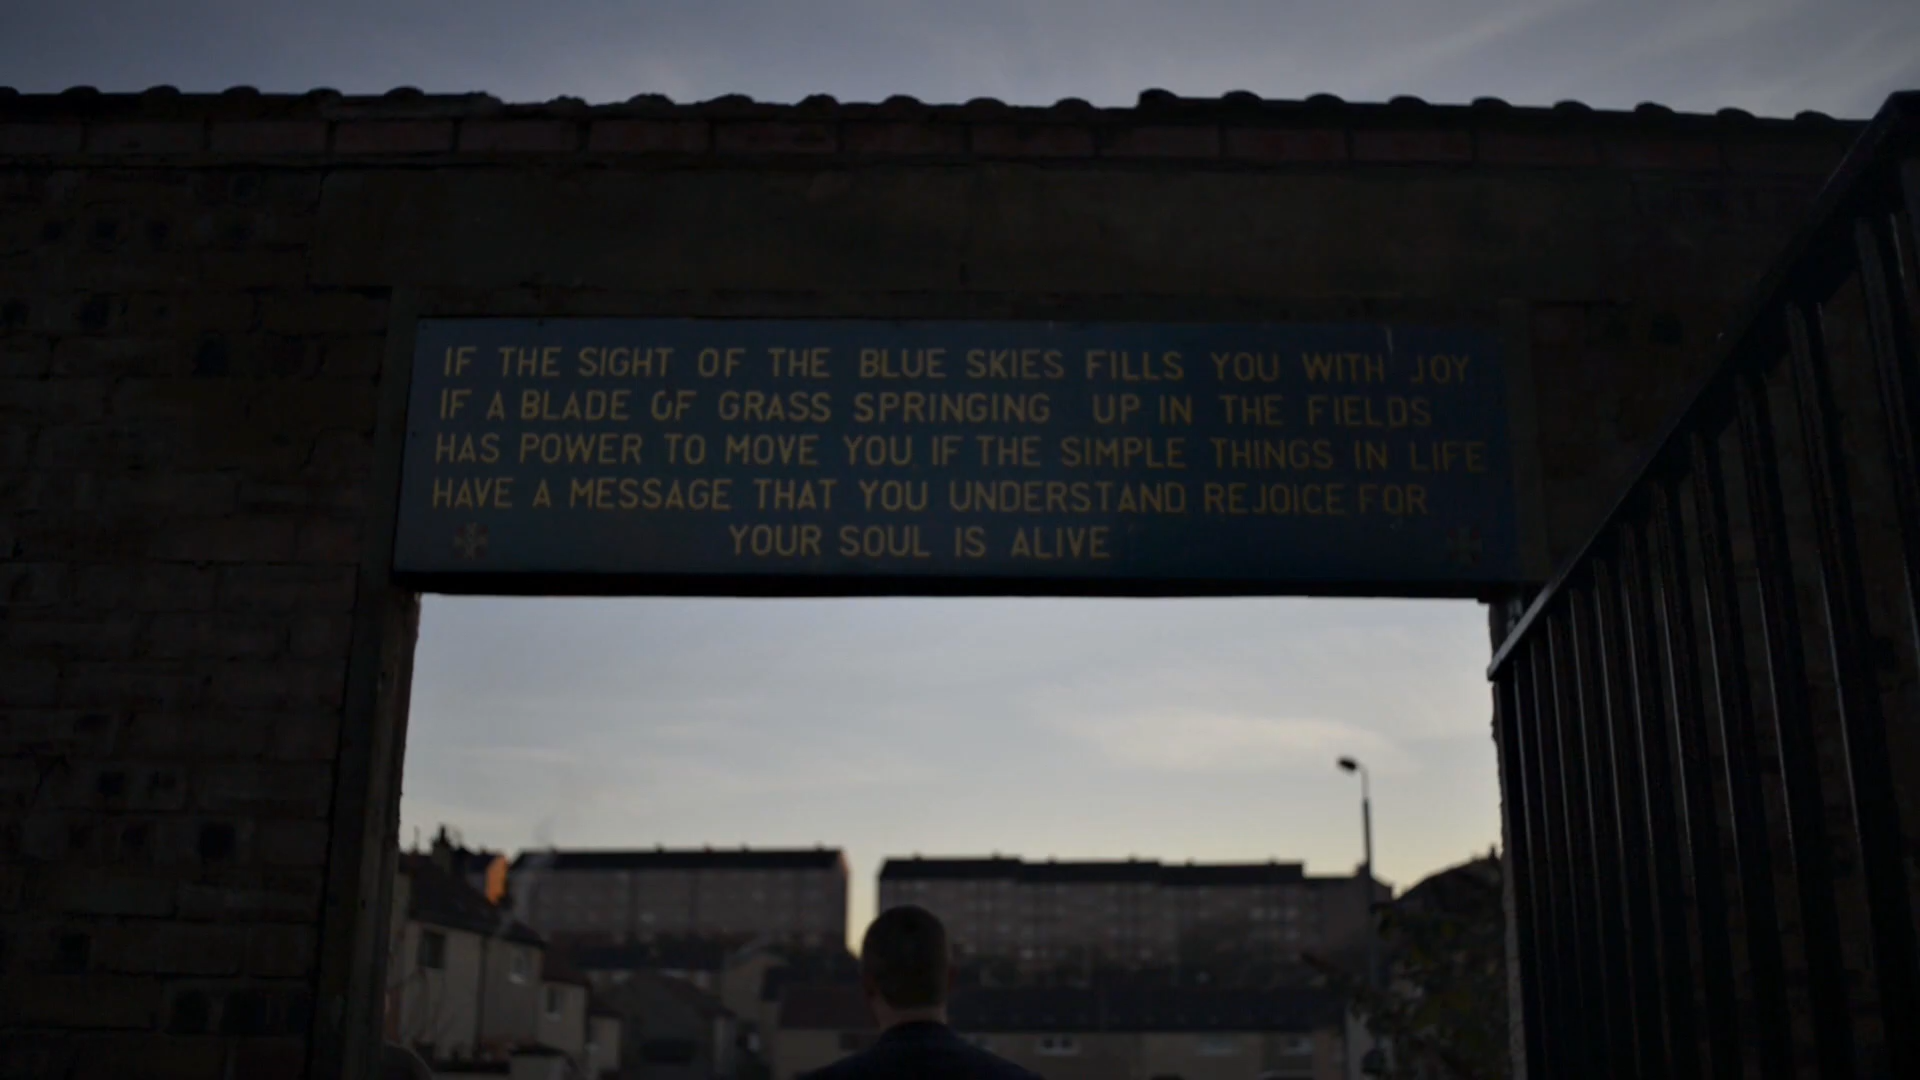 IF THE SIGHT OF THE BLUE SKIES FILLS YOU WITH JOY
IF A BLADE OF GRASS SPRINGING UP IN THE FIELDS
HAS POWER TO MOVE YOU IF THE SIMPLE THINGS IN LIFE
HAVE A MESSAGE THAT YOU UNDERSTAND REJOICE FOR
YOUR SOUL IS ALIVE